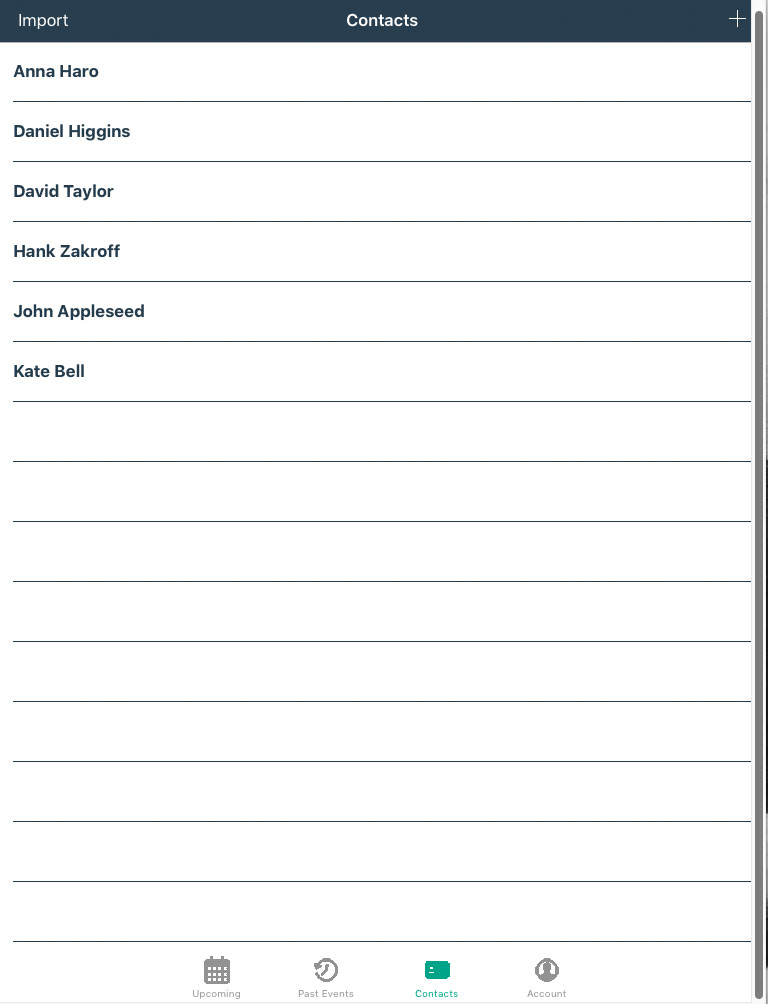 Import Contacts
Anna Haro
Daniel Higgins
David Taylor
Hank Zakroff
John Appleseed
Kate Bell
Upcoming Past Events Contacts Account